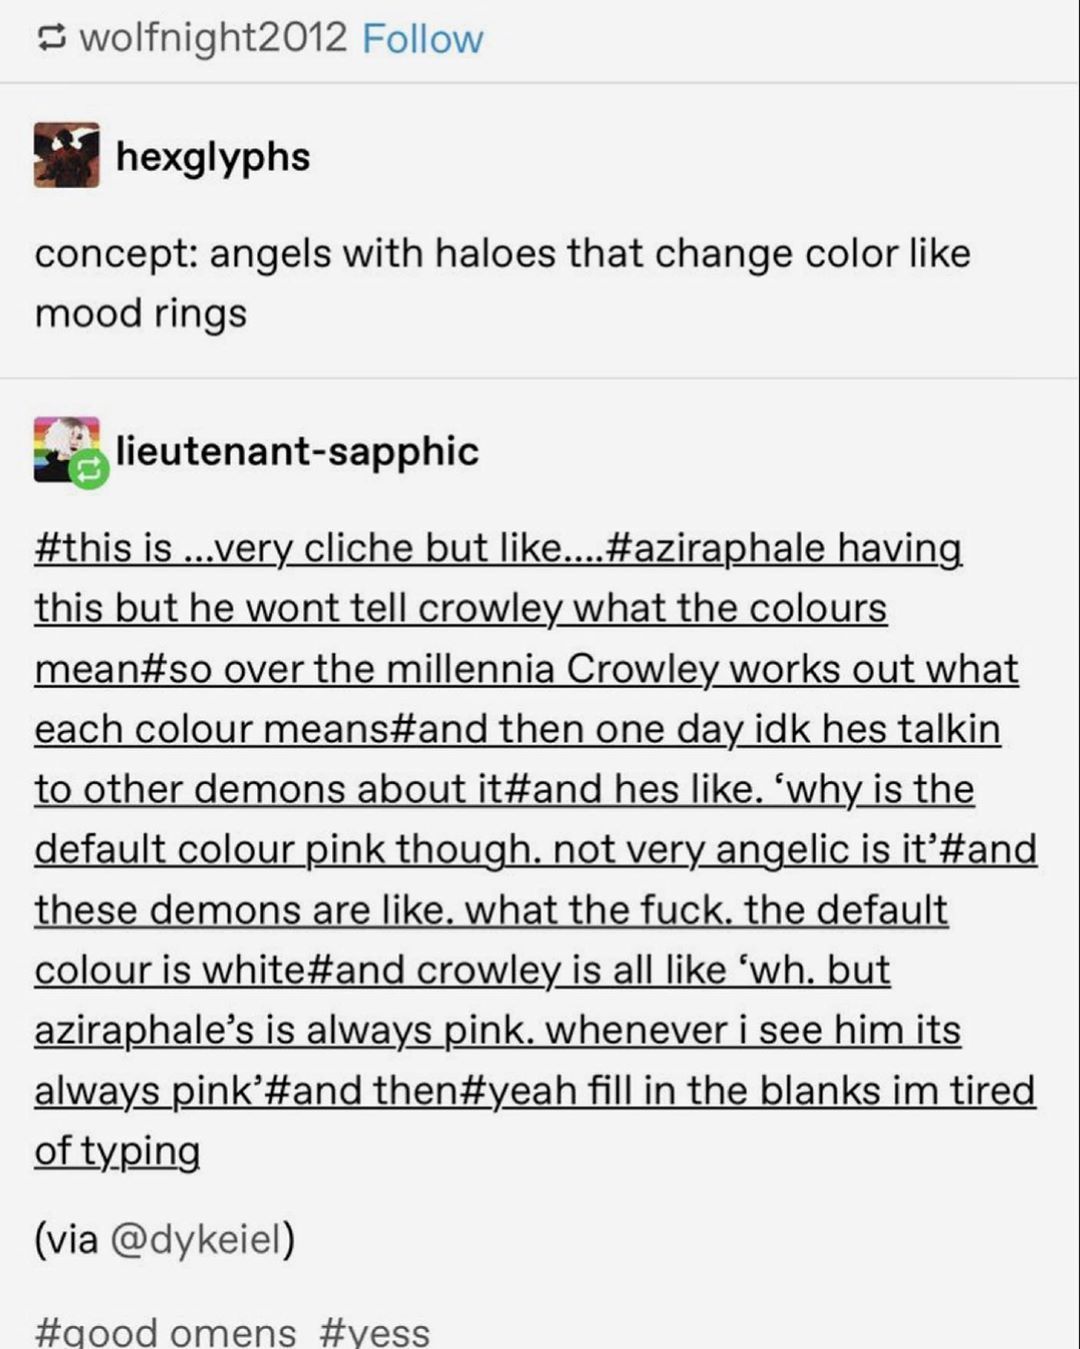 wolfnight2012 Follow
hexglyphs
concept: angels with haloes that change color like
mood rings
lieutenant-sapphic
#this is ...very cliche but like....#aziraphale having
this but he wont tell crowley what the colours
mean#so over the millennia Crowley works out what
each colour means#and then one day idk hes talkin
to other demons about it#and hes like. ‘why is the
default colour pink though. not very angelic is it’#and
these demons are like. what the fuck. the default
colour is white#and crowley is all like ‘wh. but
aziraphale’s is always pink. whenever i see him its
always pink’#and then#yeah fill in the blanks im tired
of typing
(via @dykeiel)
#good omens #yess